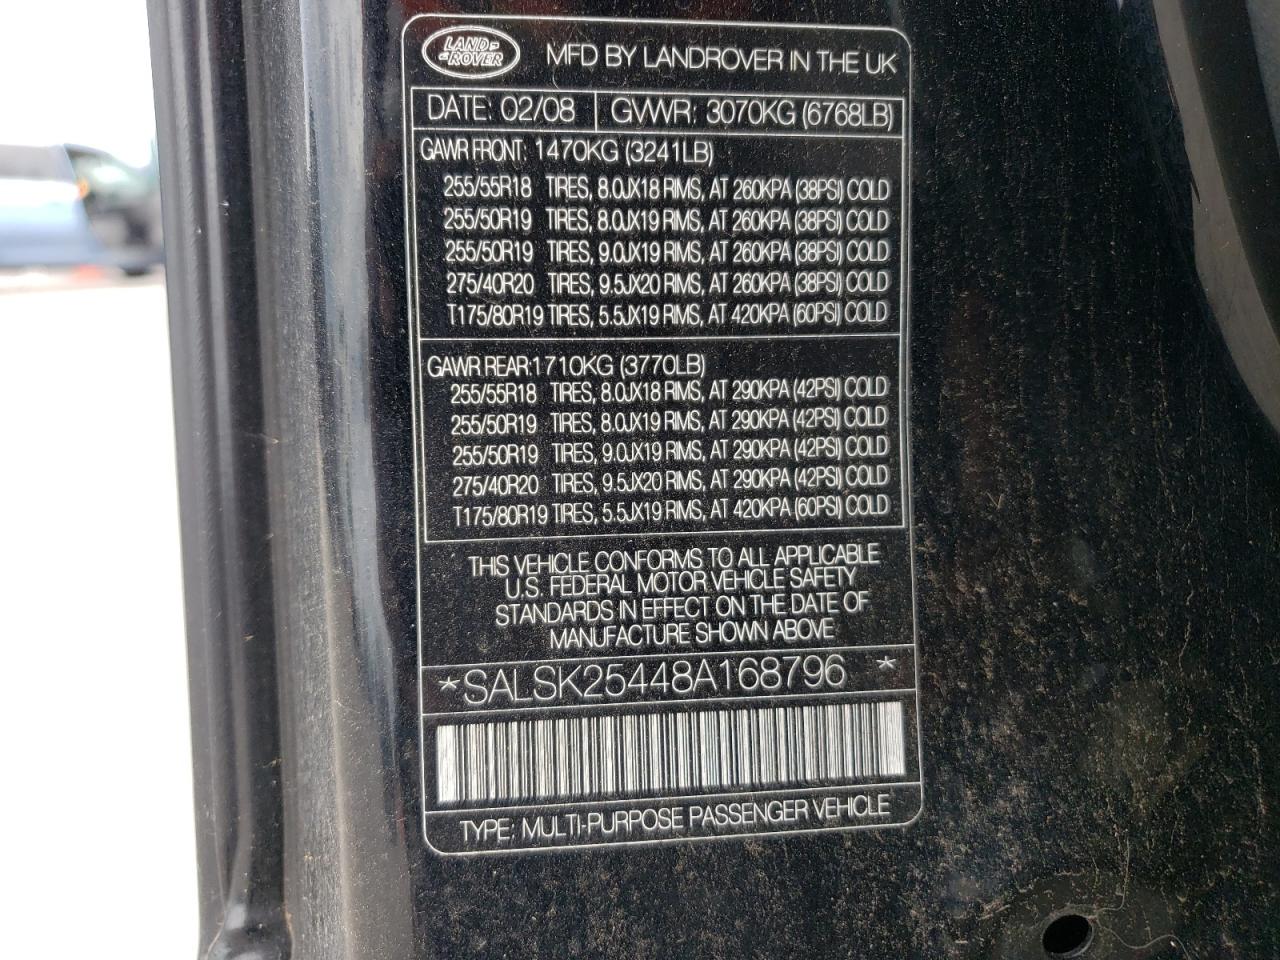 LAND-
-ROVER
MFD BY LANDROVER IN THE UK
DATE: 02/08 GVWR: 3070KG (6768LB)
GAWR FRONT: 1470KG (3241LB)
255/55R18 TIRES, 8.0JX18 RIMS, AT 260KPA (38PSI) COLD
255/50R19 TIRES, 8.0JX19 RIMS, AT 260KPA (38PSI) COLD
255/50R19 TIRES, 9.0JX19 RIMS, AT 260KPA (38PSI) COLD
275/40R20 TIRES, 9.5JX20 RIMS, AT 260KPA (38PSI) COLD
T175/80R19 TIRES, 5.5JX19 RIMS, AT 420KPA (60PSI) COLD
GAWR REAR:1710KG (3770LB)
255/55R18 TIRES, 8.0JX18 RIMS, AT 290KPA (42PSI) COLD
255/50R19 TIRES, 8.0JX19 RIMS, AT 290KPA (42PSI) COLD
255/50R19 TIRES, 9.0JX19 RIMS, AT 290KPA (42PSI) COLD
275/40R20 TIRES, 9.5JX20 RIMS, AT 290KPA (42PSI) COLD
T175/80R19 TIRES, 5.5JX19 RIMS, AT 420KPA (60PSI) COLD
THIS VEHICLE CONFORMS TO ALL APPLICABLE
U.S. FEDERAL MOTOR VEHICLE SAFETY
STANDARDS IN EFFECT ON THE DATE OF
MANUFACTURE SHOWN ABOVE
*SALSK25448A168796 *
TYPE: MULTI-PURPOSE PASSENGER VEHICLE